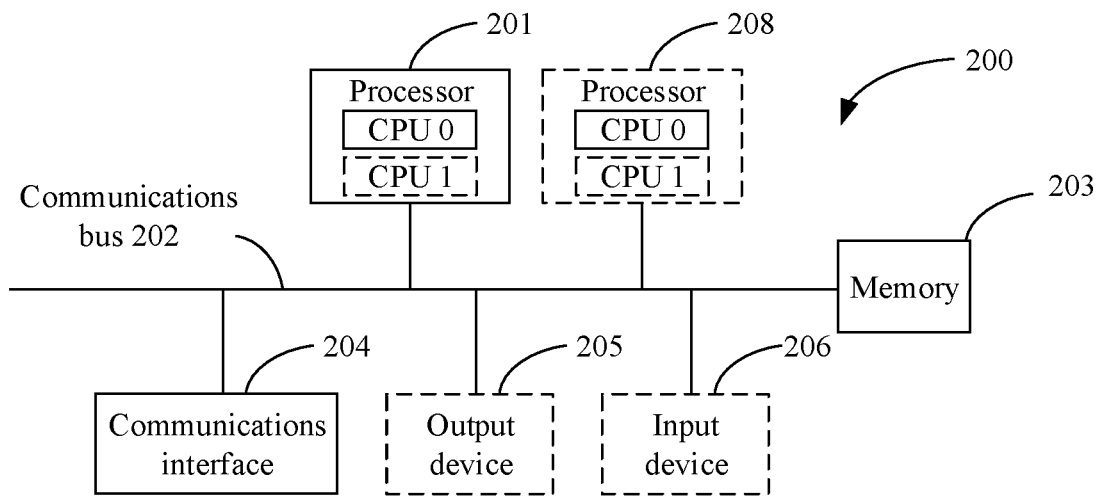 201
208
200
Processor
CPU 0
CPU 1
Processor
CPU 0
CPU 1
203
Communications
bus 202
Memory
204
205
206
Communications
interface
Output
device
Input
device